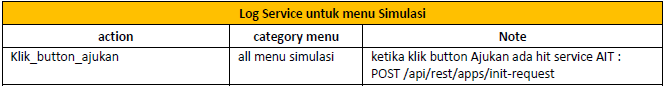 Log Service untuk menu Simulasi
action category menu Note
Klik_button_ajukan all menu simulasi ketika klik button Ajukan ada hit service AIT :
POST /api/rest/apps/init-request